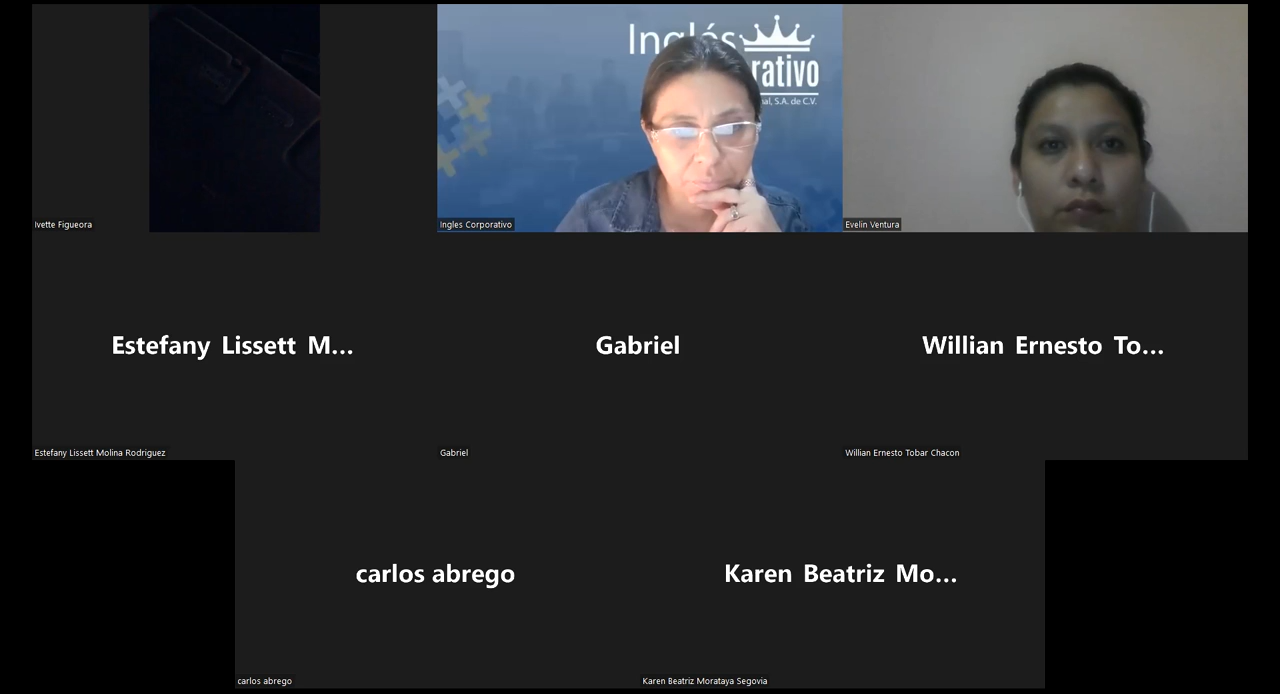 Inglés
rativo
nal, S.A. de C.V.
Ivette Figueora
Ingles Corporativo
Evelin Ventura
Estefany Lissett M...
Gabriel
Willian Ernesto To...
Estefany Lissett Molina Rodriguez
Gabriel
Willian Ernesto Tobar Chacon
carlos abrego
Karen Beatriz Mo...
carlos abrego
Karen Beatriz Morataya Segovia